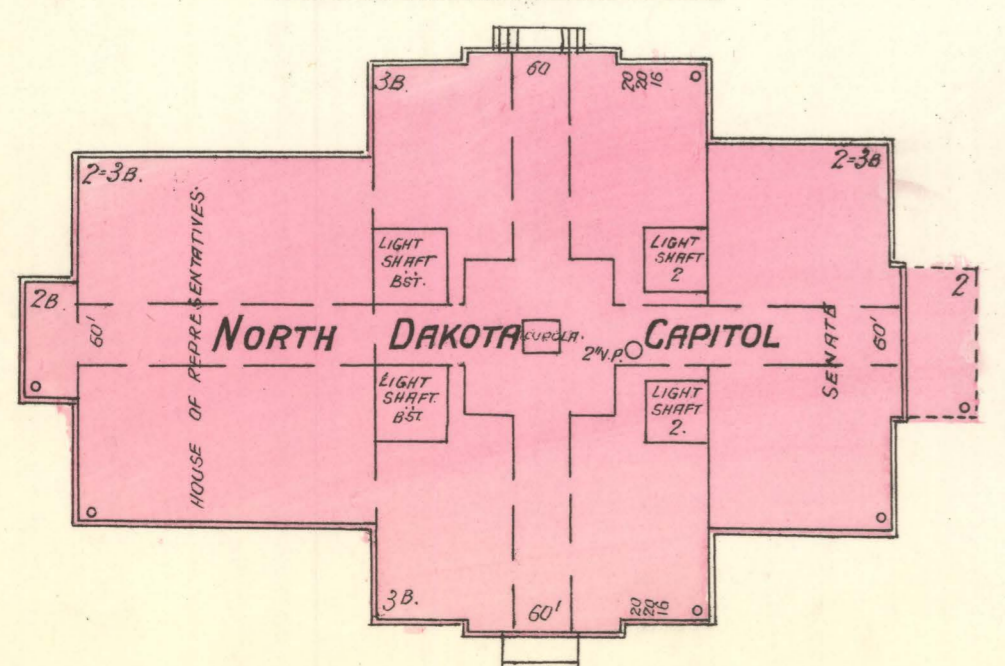 3B.
60
20
20
16
2=3B.
2=3B
LIGHT
SHAFT
BST.
LIGHT
SHAFT
2
2B.
60'
HOUSE OF REPRESENTATIVES.
NORTH DAKOTA CAPITOL
CUPOLA.
2"V.P.
SENATE
60'
2
LIGHT
SHAFT.
BST.
LIGHT
SHAFT
2.
3B.
60'
20
20
16